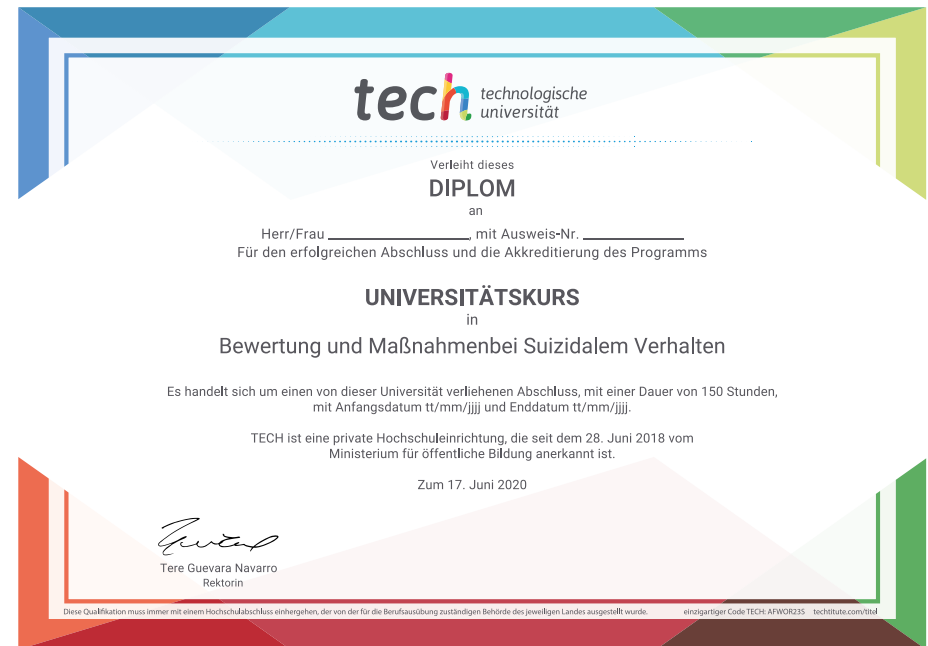 tech technologische
universität
Verleiht dieses
DIPLOM
an
Herr/Frau ____________________, mit Ausweis-Nr. ______________
Für den erfolgreichen Abschluss und die Akkreditierung des Programms
UNIVERSITÄTSKURS
in
Bewertung und Maßnahmenbei Suizidalem Verhalten
Es handelt sich um einen von dieser Universität verliehenen Abschluss, mit einer Dauer von 150 Stunden,
mit Anfangsdatum tt/mm/jjjj und Enddatum tt/mm/jjjj.
TECH ist eine private Hochschuleinrichtung, die seit dem 28. Juni 2018 vom
Ministerium für öffentliche Bildung anerkannt ist.
Zum 17. Juni 2020
Tere Guevara Navarro
Rektorin
Diese Qualifikation muss immer mit einem Hochschulabschluss einhergehen, der von der für die Berufsausübung zuständigen Behörde des jeweiligen Landes ausgestellt wurde. einzigartiger Code TECH: AFWOR23S techtitute.com/titel